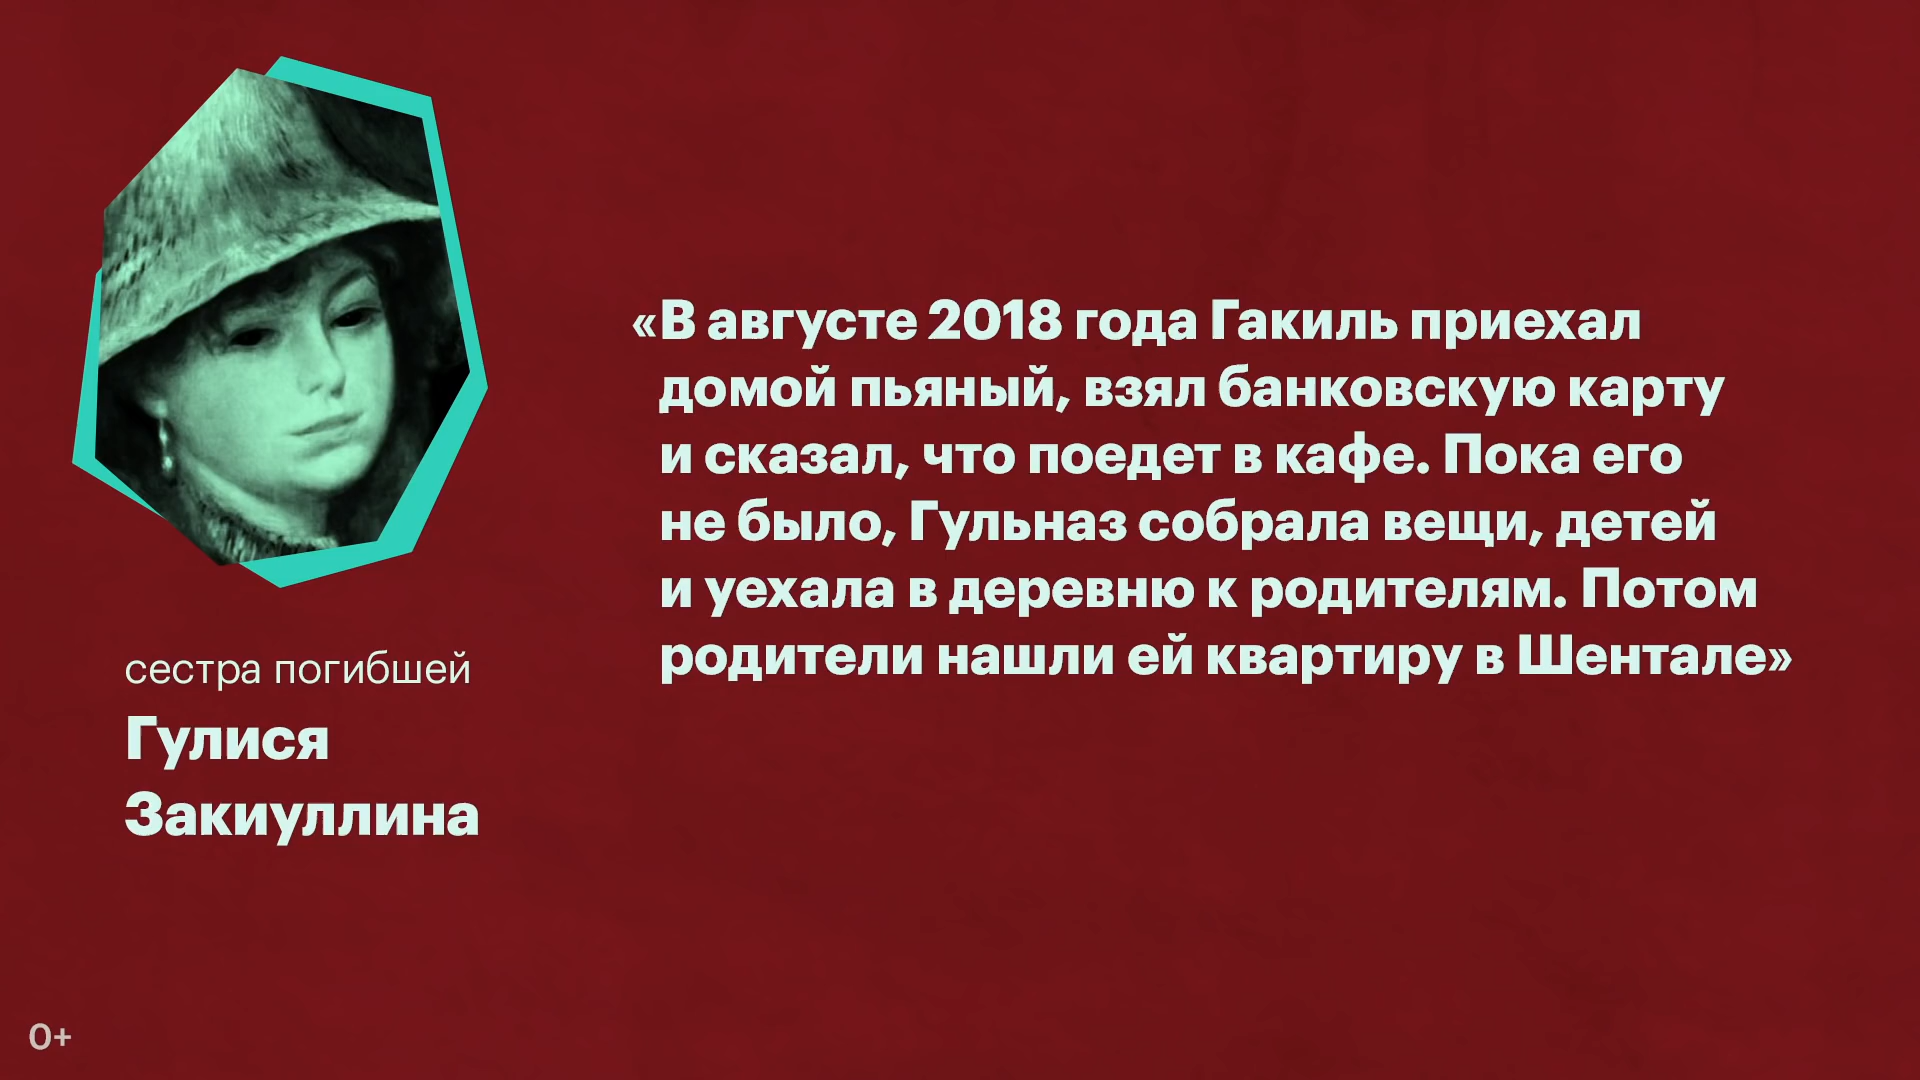 «В августе 2018 года Гакиль приехал
домой пьяный, взял банковскую карту
и сказал, что поедет в кафе. Пока его
не было, Гульназ собрала вещи, детей
и уехала в деревню к родителям. Потом
родители нашли ей квартиру в Шентале»
сестра погибшей
Гулися
Закиуллина
0+